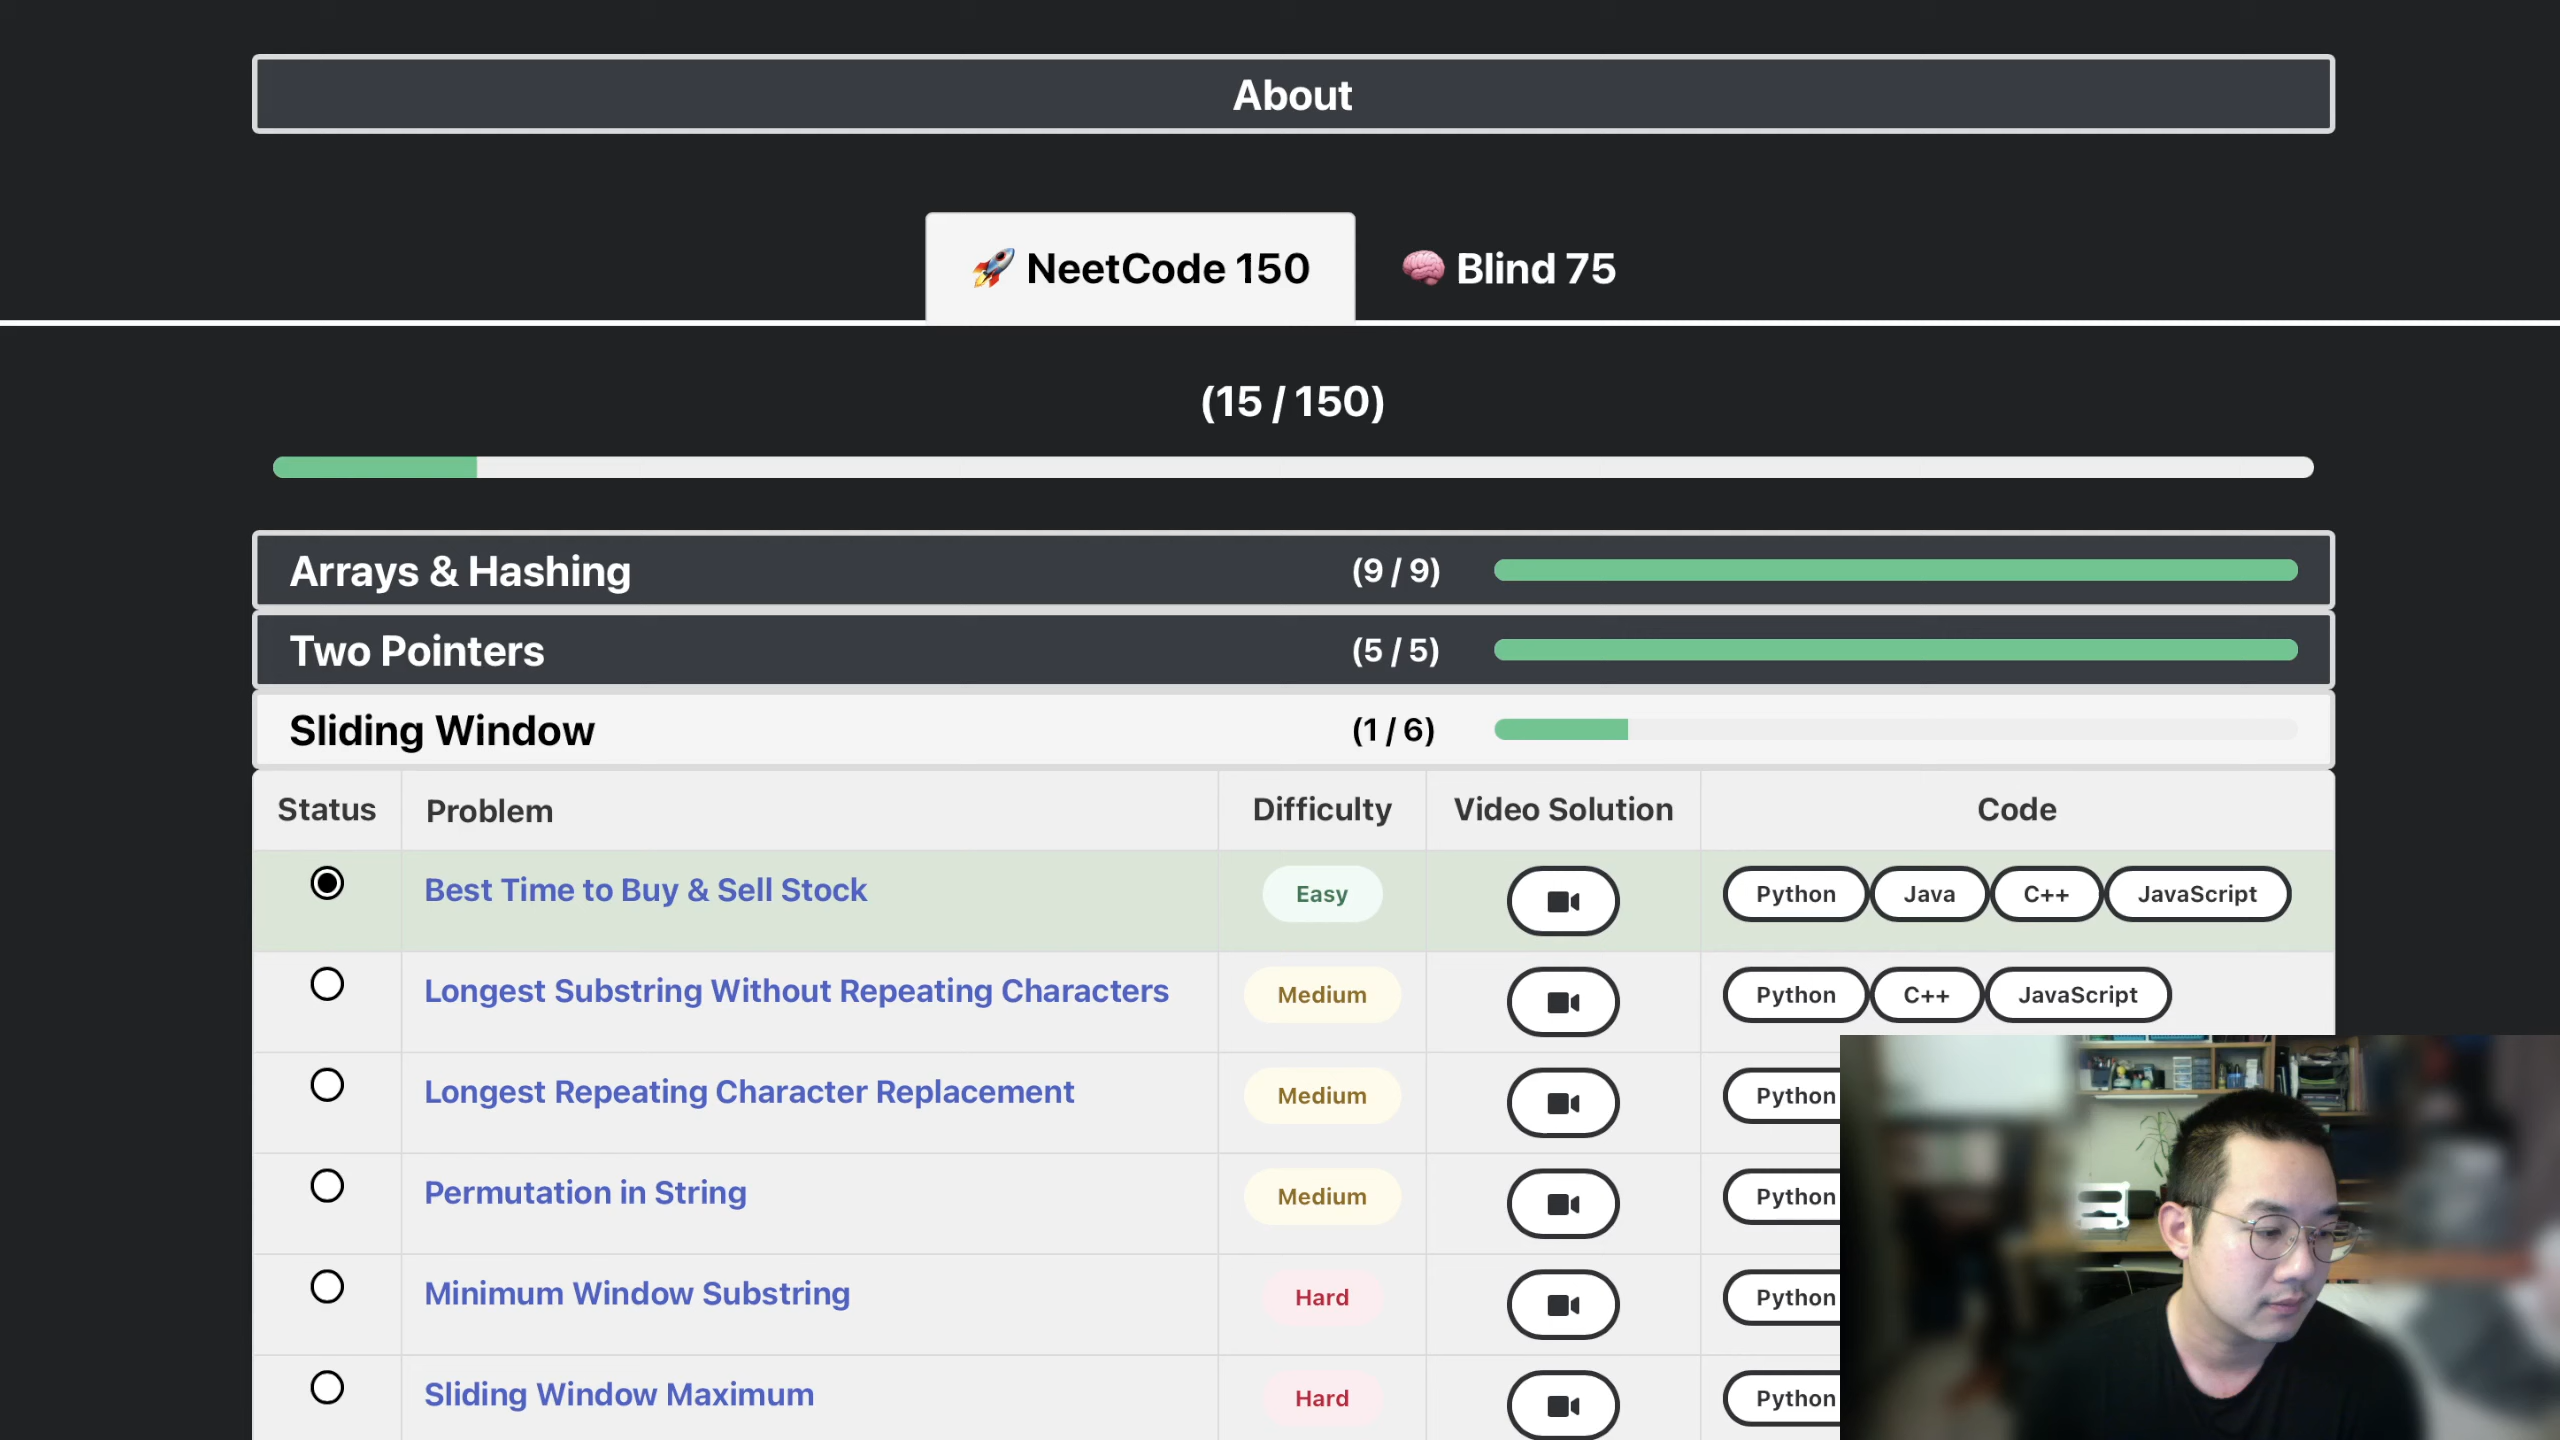 About
🚀 NeetCode 150 🧠 Blind 75
(15 / 150)
Arrays & Hashing (9 / 9)
Two Pointers (5 / 5)
Sliding Window (1 / 6)
Status Problem Difficulty Video Solution Code
Best Time to Buy & Sell Stock Easy Python Java C++ JavaScript
Longest Substring Without Repeating Characters Medium Python C++ JavaScript
Longest Repeating Character Replacement Medium Python
Permutation in String Medium Python
Minimum Window Substring Hard Python
Sliding Window Maximum Hard Python